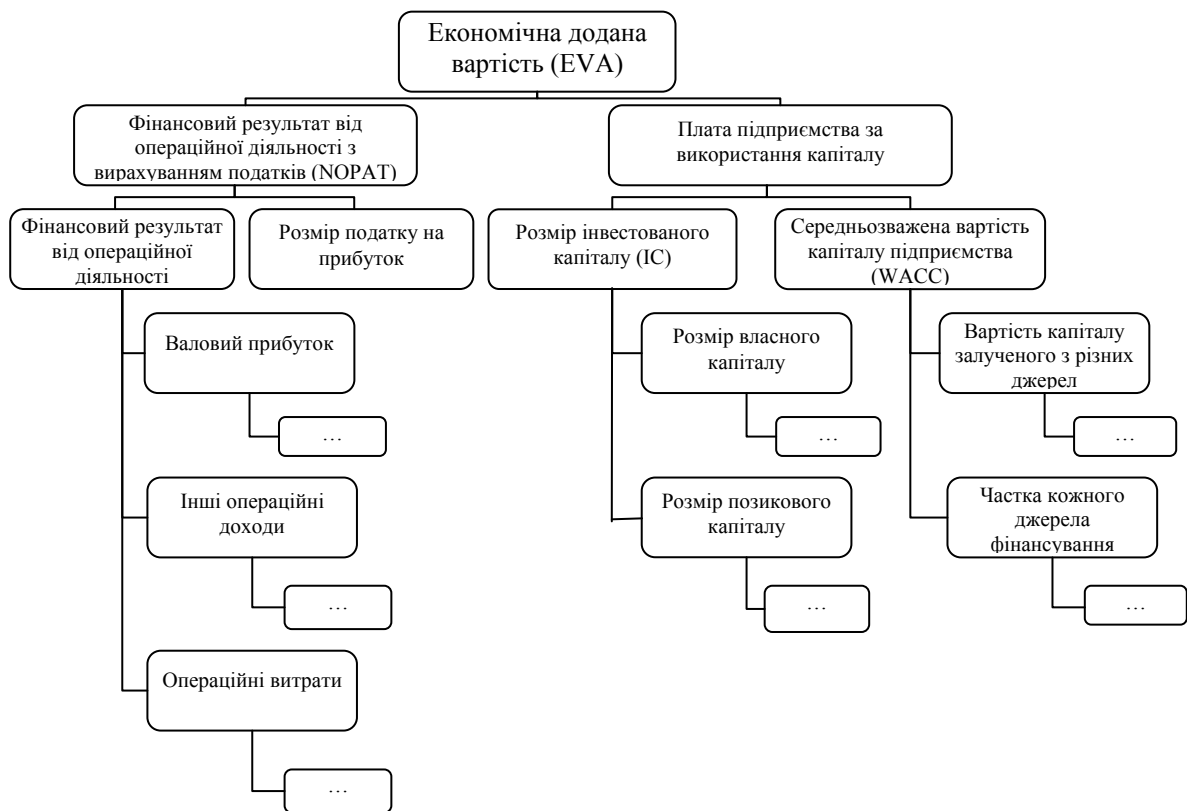 Економічна додана
вартість (EVA)
Фінансовий результат від
операційної діяльності з
вирахуванням податків (NOPAT)
Плата підприємства за
використання капіталу
Фінансовий результат
від операційної
діяльності
Розмір податку на
прибуток
Розмір інвестованого
капіталу (IC)
Середньозважена вартість
капіталу підприємства
(WACC)
Валовий прибуток
Розмір власного
капіталу
Вартість капіталу
залученого з різних
джерел
…
…
…
Інші операційні
доходи
Розмір позикового
капіталу
Частка кожного
джерела
фінансування
…
…
…
Операційні витрати
…